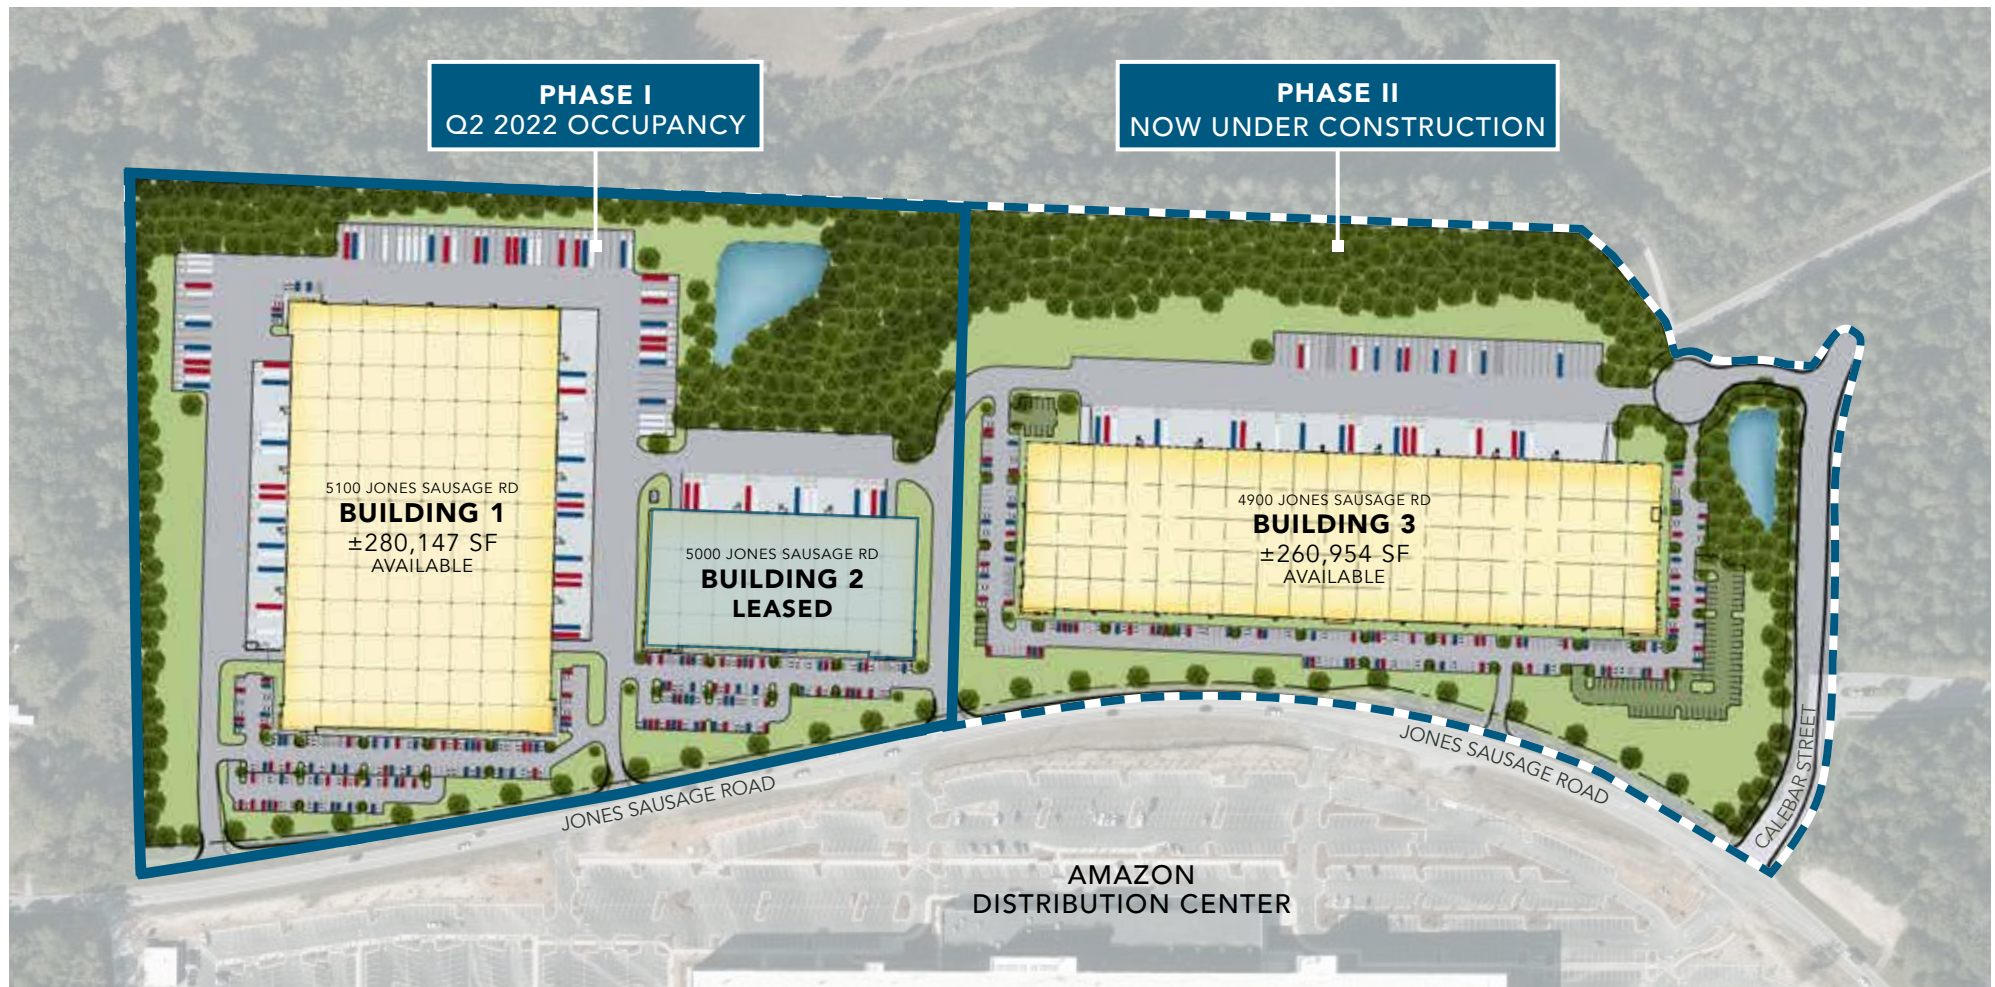 PHASE I
Q2 2022 OCCUPANCY
PHASE II
NOW UNDER CONSTRUCTION
5100 JONES SAUSAGE RD
BUILDING 1
±280,147 SF
AVAILABLE
5000 JONES SAUSAGE RD
BUILDING 2
LEASED
4900 JONES SAUSAGE RD
BUILDING 3
±260,954 SF
AVAILABLE
JONES SAUSAGE ROAD
JONES SAUSAGE ROAD
CALEBAR STREET
AMAZON
DISTRIBUTION CENTER